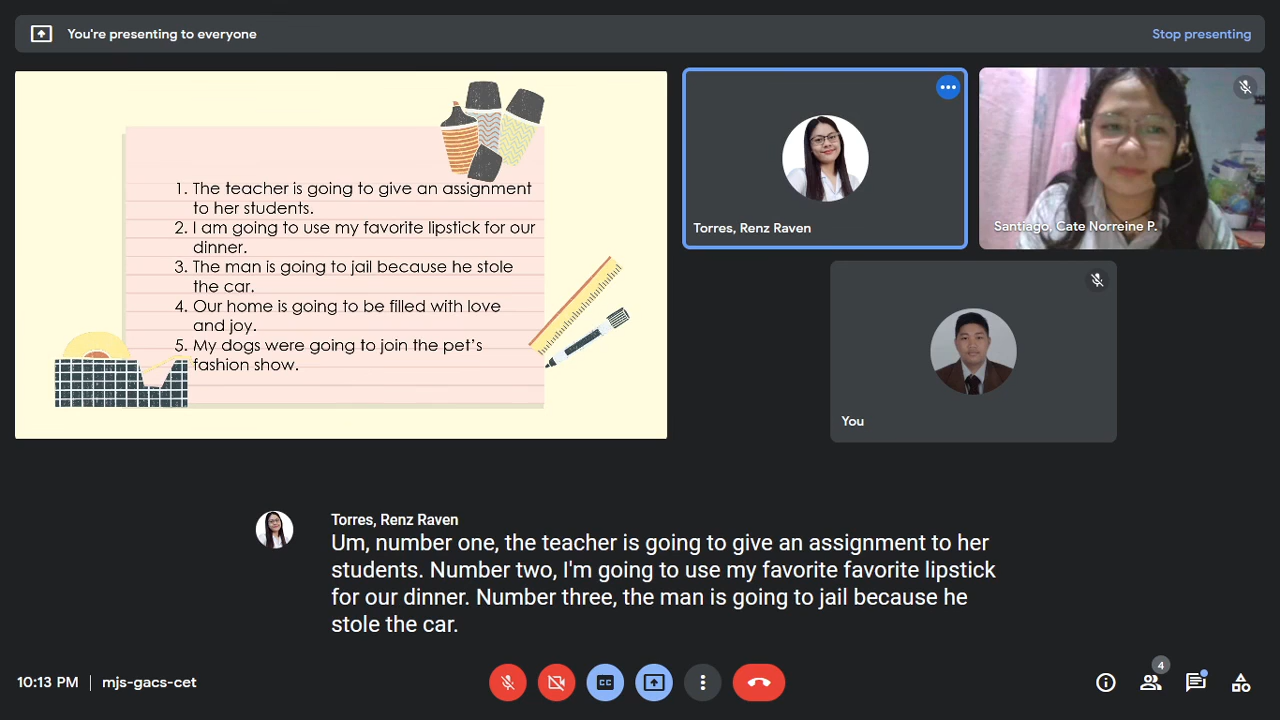 You're presenting to everyone
Stop presenting
1. The teacher is going to give an assignment
to her students.
2. I am going to use my favorite lipstick for our
dinner.
3. The man is going to jail because he stole
the car.
4. Our home is going to be filled with love
and joy.
5. My dogs were going to join the pet's
fashion show.
Torres, Renz Raven
Santiago, Cate Norreine P.
You
Torres, Renz Raven
Um, number one, the teacher is going to give an assignment to her
students. Number two, I'm going to use my favorite favorite lipstick
for our dinner. Number three, the man is going to jail because he
stole the car.
10:13 PM | mjs-gacs-cet
CC
4